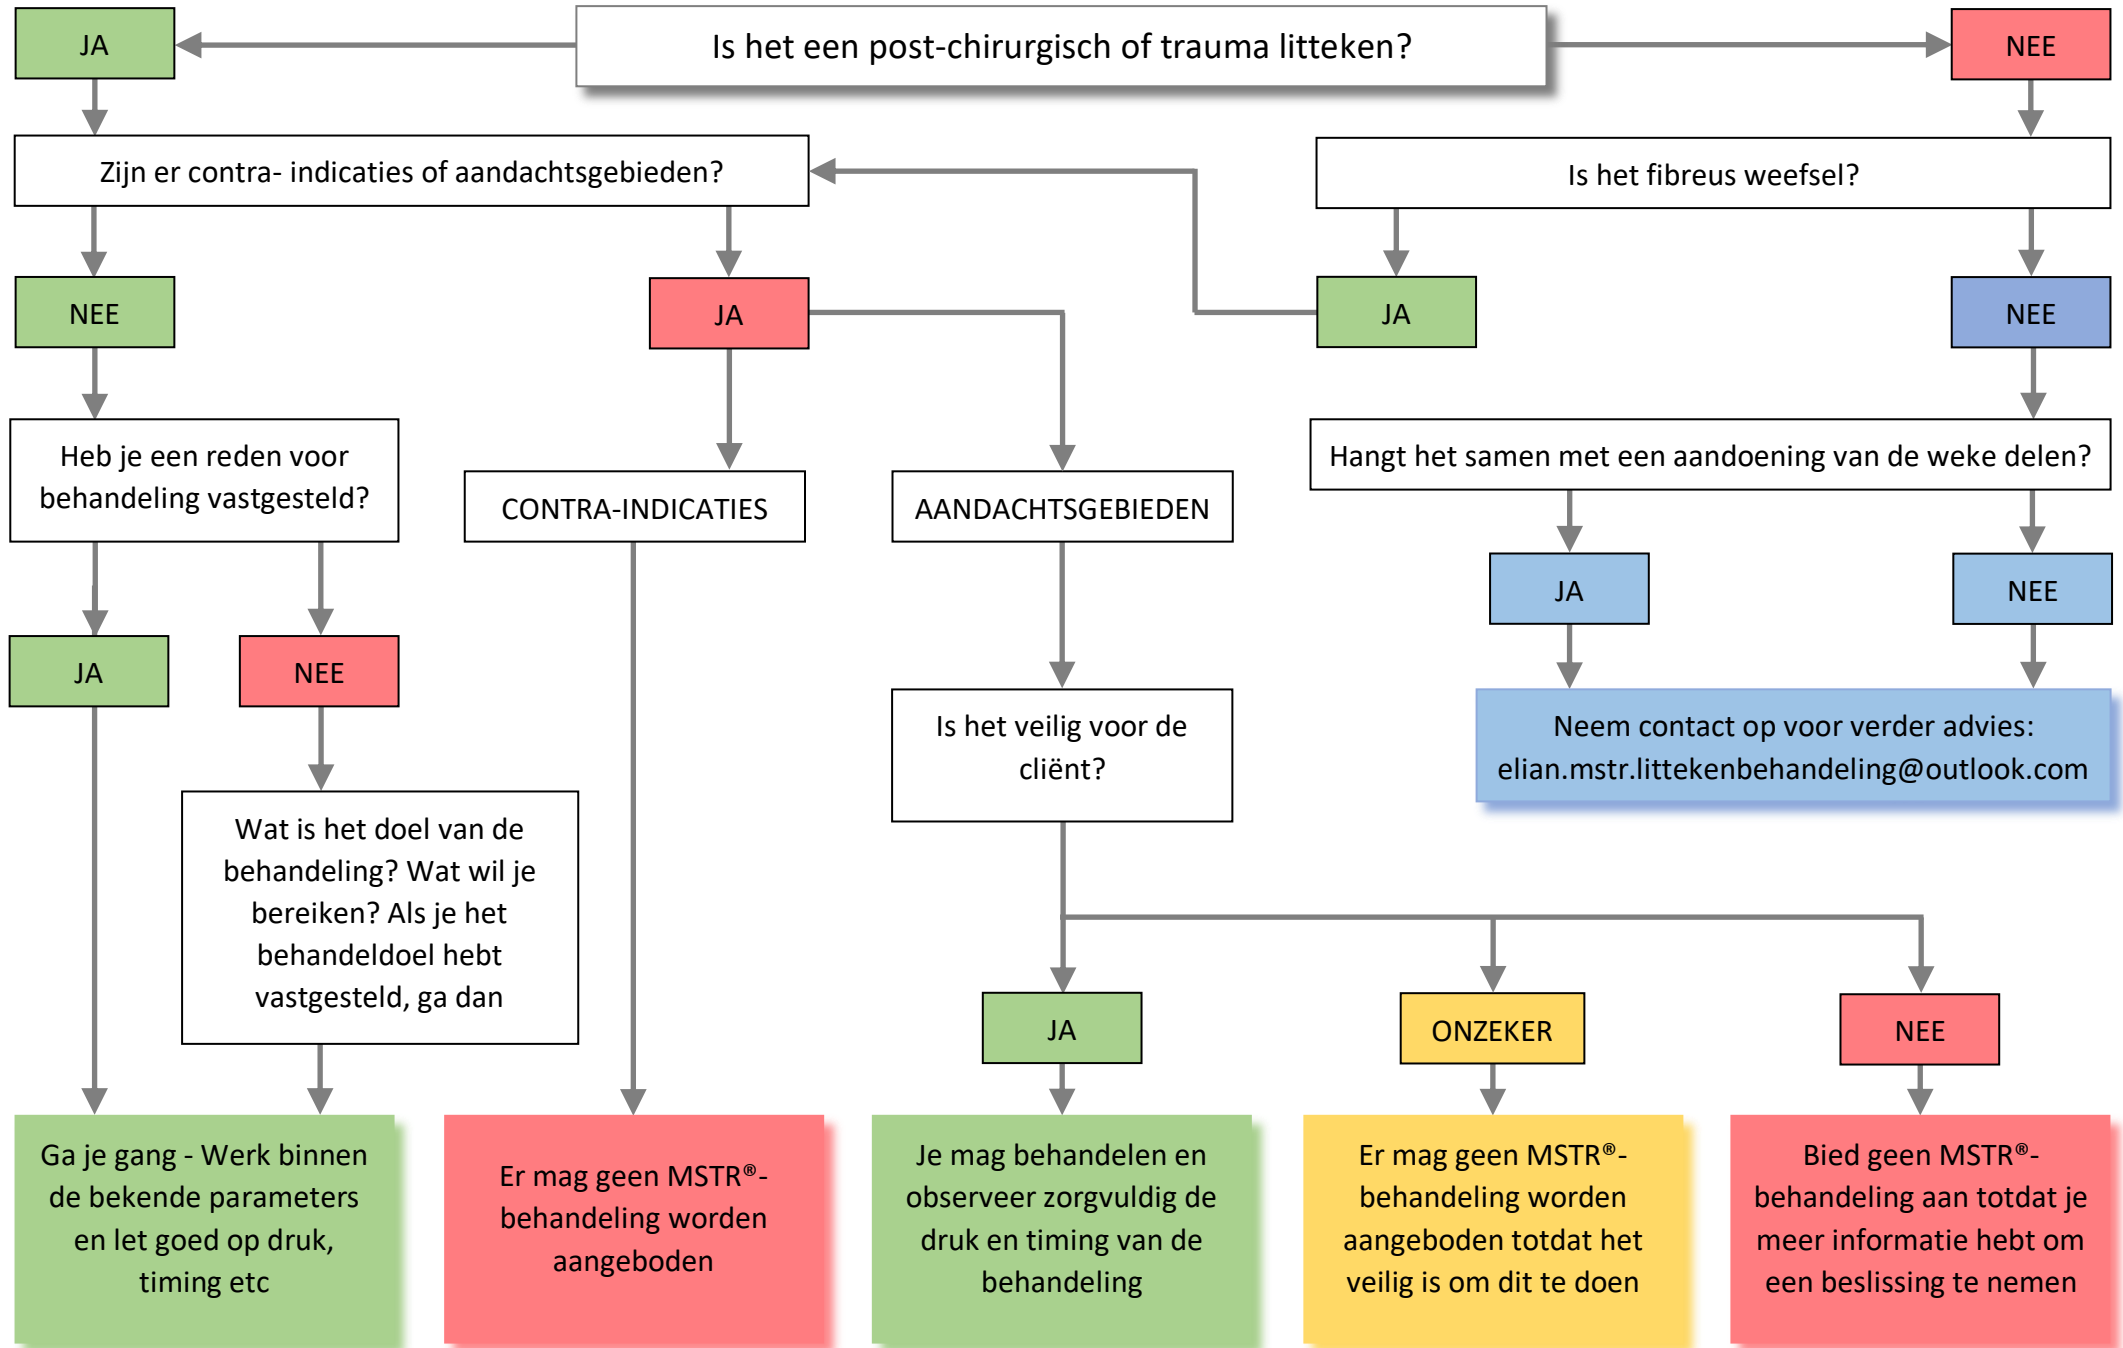 JA
Is het een post-chirurgisch of trauma litteken?
NEE
Zijn er contra- indicaties of aandachtsgebieden?
Is het fibreus weefsel?
NEE
JA
JA
NEE
Heb je een reden voor
behandeling vastgesteld?
CONTRA-INDICATIES
AANDACHTSGEBIEDEN
Hangt het samen met een aandoening van de weke delen?
JA
NEE
JA
NEE
Is het veilig voor de
cliënt?
Neem contact op voor verder advies:
elian.mstr.littekenbehandeling@outlook.com
Wat is het doel van de
behandeling? Wat wil je
bereiken? Als je het
behandeldoel hebt
vastgesteld, ga dan
JA
ONZEKER
NEE
Ga je gang - Werk binnen
de bekende parameters
en let goed op druk,
timing etc
Er mag geen MSTR®-
behandeling worden
aangeboden
Je mag behandelen en
observeer zorgvuldig de
druk en timing van de
behandeling
Er mag geen MSTR®-
behandeling worden
aangeboden totdat het
veilig is om dit te doen
Bied geen MSTR®-
behandeling aan totdat je
meer informatie hebt om
een beslissing te nemen